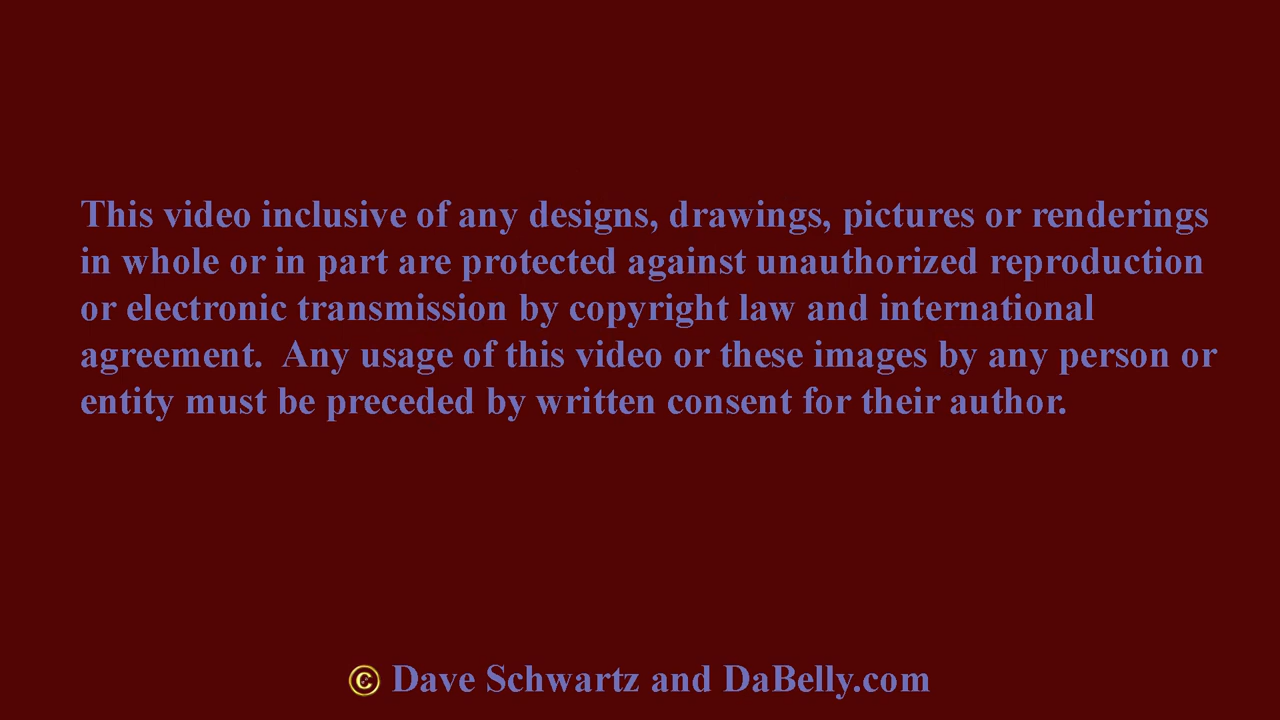 This video inclusive of any designs, drawings, pictures or renderings
in whole or in part are protected against unauthorized reproduction
or electronic transmission by copyright law and international
agreement.  Any usage of this video or these images by any person or
entity must be preceded by written consent for their author.
© Dave Schwartz and DaBelly.com